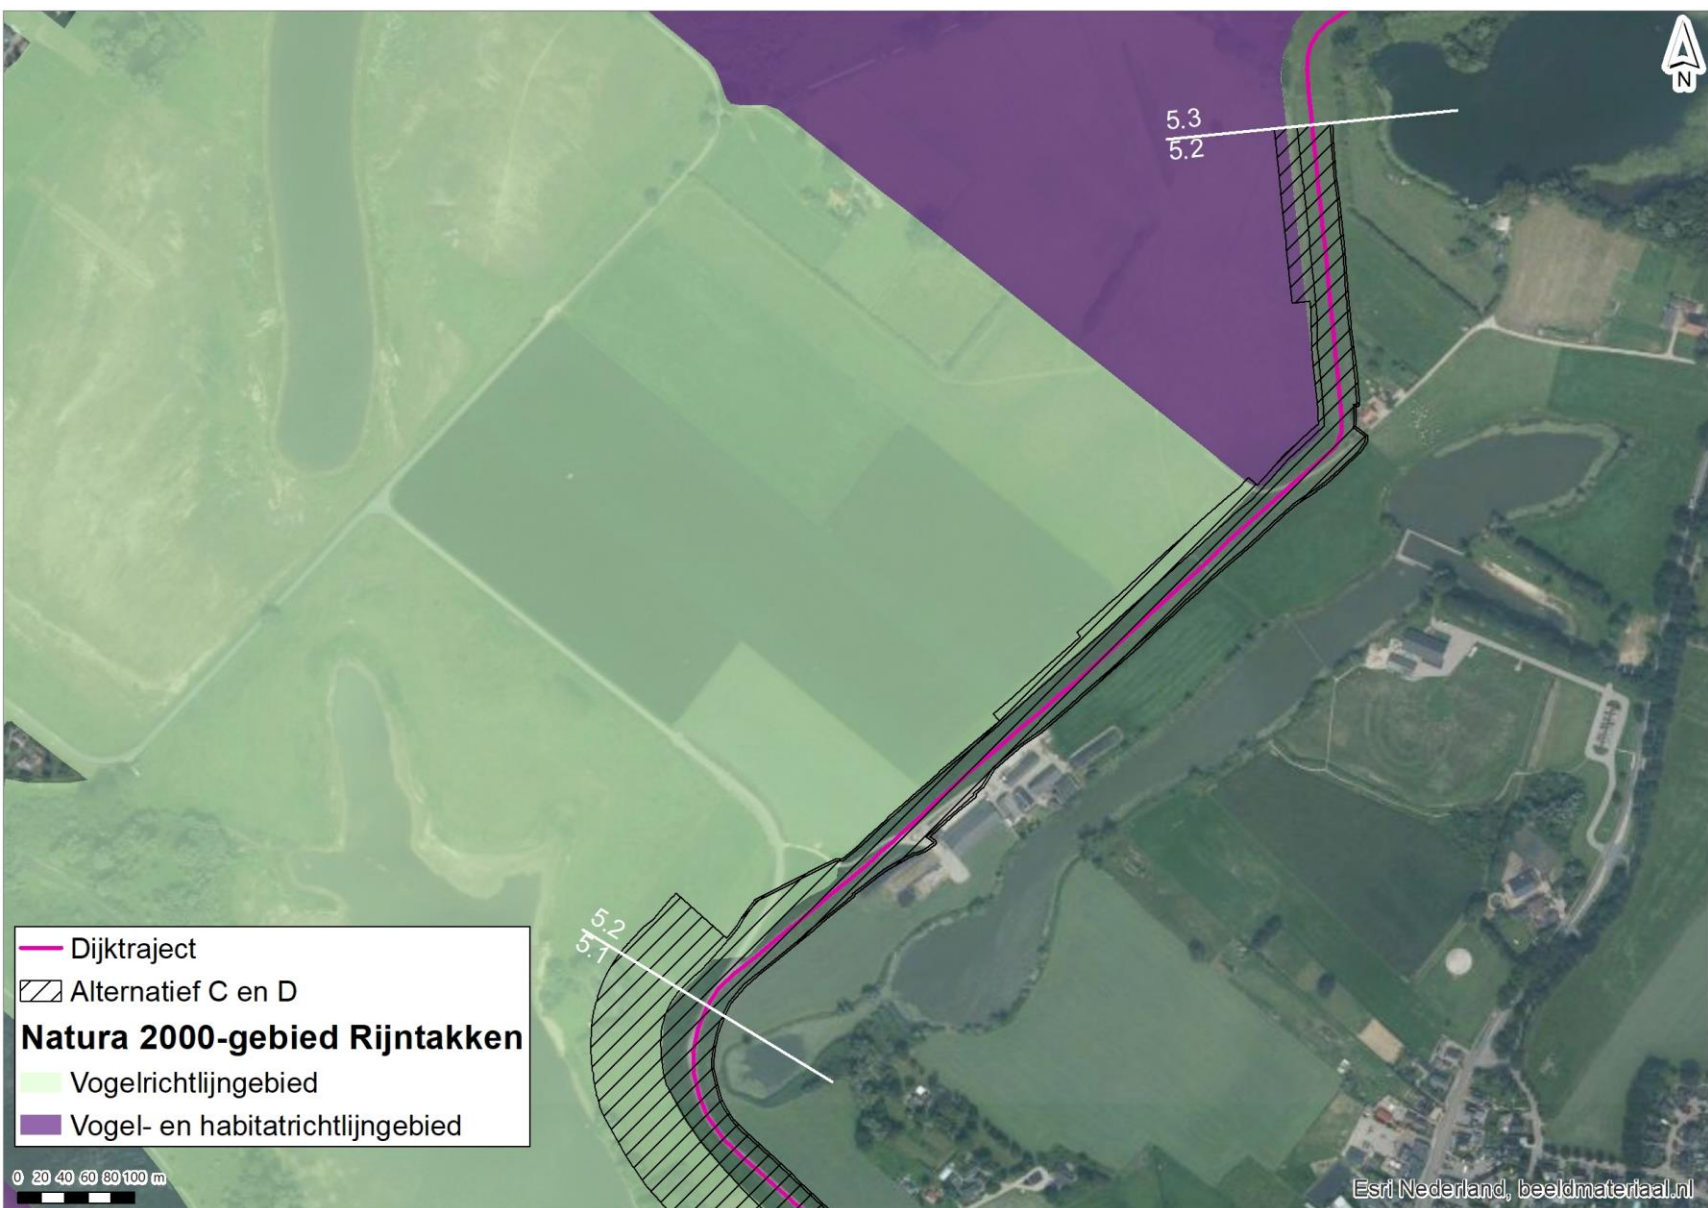 N
5.3
5.2
5.2
5.1
Dijktraject
Alternatief C en D
Natura 2000-gebied Rijntakken
Vogelrichtlijngebied
Vogel- en habitatrichtlijngebied
0 20 40 60 80 100 m
Esri Nederland, beeldmateriaal.nl